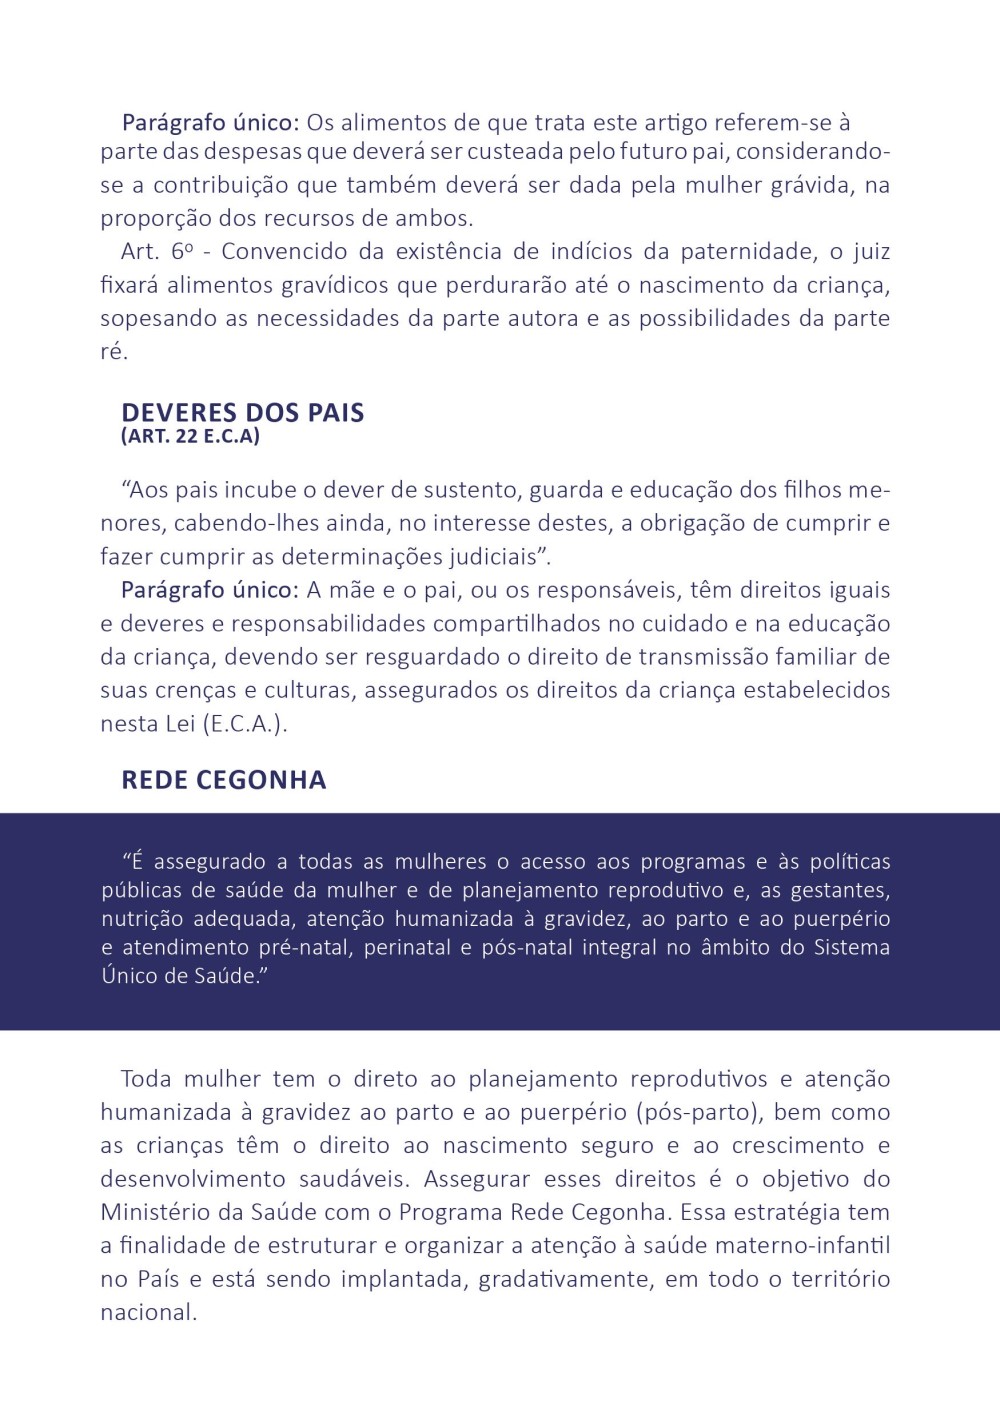 Parágrafo único: Os alimentos de que trata este artigo referem-se à
parte das despesas que deverá ser custeada pelo futuro pai, considerando-
se a contribuição que também deverá ser dada pela mulher grávida, na
proporção dos recursos de ambos.
Art. 6º - Convencido da existência de indícios da paternidade, o juiz
fixará alimentos gravídicos que perdurarão até o nascimento da criança,
sopesando as necessidades da parte autora e as possibilidades da parte
ré.
DEVERES DOS PAIS
(ART. 22 E.C.A)
“Aos pais incube o dever de sustento, guarda e educação dos filhos me-
nores, cabendo-lhes ainda, no interesse destes, a obrigação de cumprir e
fazer cumprir as determinações judiciais”.
Parágrafo único: A mãe e o pai, ou os responsáveis, têm direitos iguais
e deveres e responsabilidades compartilhados no cuidado e na educação
da criança, devendo ser resguardado o direito de transmissão familiar de
suas crenças e culturas, assegurados os direitos da criança estabelecidos
nesta Lei (E.C.A.).
REDE CEGONHA
“É assegurado a todas as mulheres o acesso aos programas e às políticas
públicas de saúde da mulher e de planejamento reprodutivo e, as gestantes,
nutrição adequada, atenção humanizada à gravidez, ao parto e ao puerpério
e atendimento pré-natal, perinatal e pós-natal integral no âmbito do Sistema
Único de Saúde.”
Toda mulher tem o direto ao planejamento reprodutivos e atenção
humanizada à gravidez ao parto e ao puerpério (pós-parto), bem como
as crianças têm o direito ao nascimento seguro e ao crescimento e
desenvolvimento saudáveis. Assegurar esses direitos é o objetivo do
Ministério da Saúde com o Programa Rede Cegonha. Essa estratégia tem
a finalidade de estruturar e organizar a atenção à saúde materno-infantil
no País e está sendo implantada, gradativamente, em todo o território
nacional.